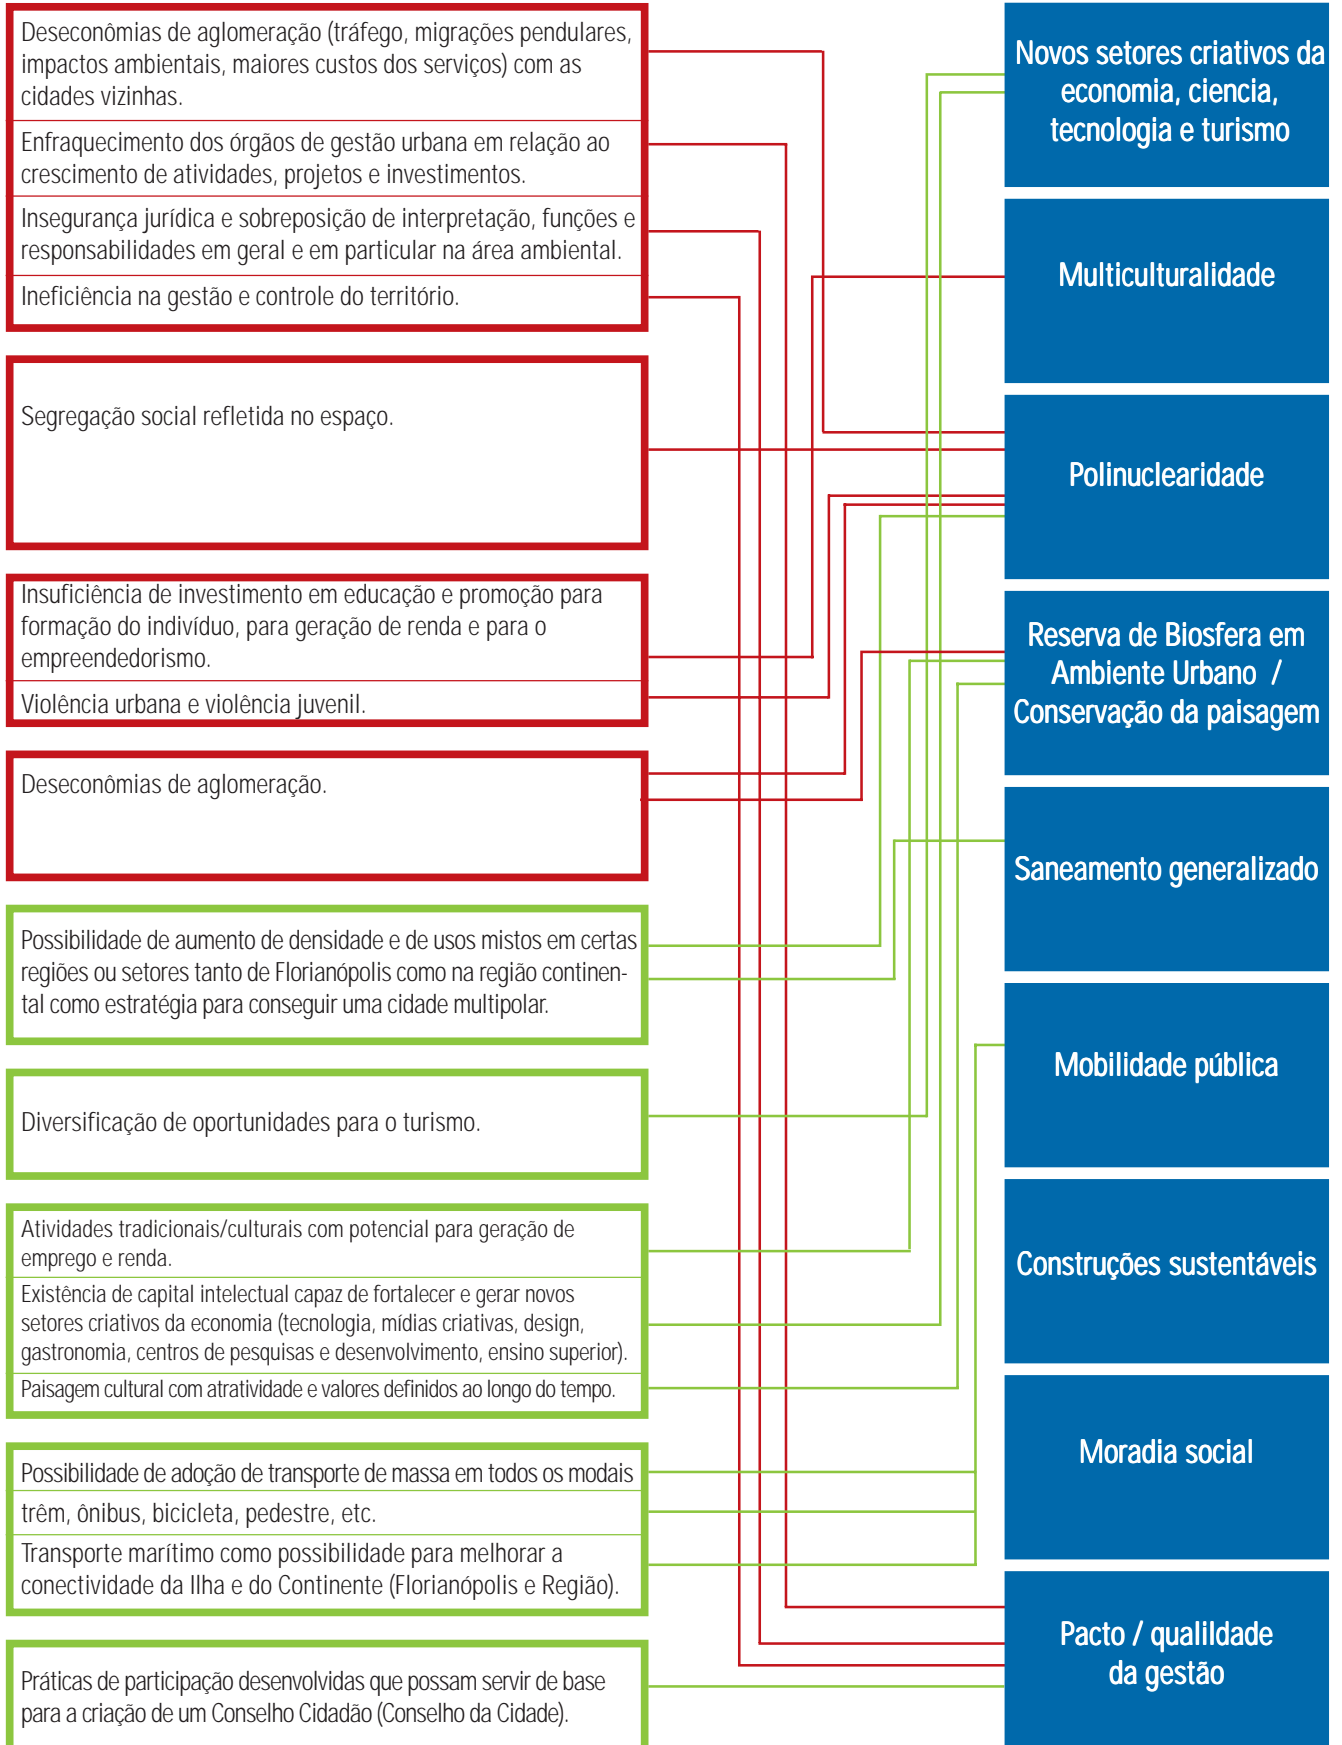 Deseconômias de aglomeração (tráfego, migrações pendulares,
impactos ambientais, maiores custos dos serviços) com as
cidades vizinhas.
Enfraquecimento dos órgãos de gestão urbana em relação ao
crescimento de atividades, projetos e investimentos.
Insegurança jurídica e sobreposição de interpretação, funções e
responsabilidades em geral e em particular na área ambiental.
Ineficiência na gestão e controle do território.
Segregação social refletida no espaço.
Insuficiência de investimento em educação e promoção para
formação do indivíduo, para geração de renda e para o
empreendedorismo.
Violência urbana e violência juvenil.
Deseconômias de aglomeração.
Possibilidade de aumento de densidade e de usos mistos em certas
regiões ou setores tanto de Florianópolis como na região continen-
tal como estratégia para conseguir uma cidade multipolar.
Diversificação de oportunidades para o turismo.
Atividades tradicionais/culturais com potencial para geração de
emprego e renda.
Existência de capital intelectual capaz de fortalecer e gerar novos
setores criativos da economia (tecnologia, mídias criativas, design,
gastronomia, centros de pesquisas e desenvolvimento, ensino superior).
Paisagem cultural com atratividade e valores definidos ao longo do tempo.
Possibilidade de adoção de transporte de massa em todos os modais
trêm, ônibus, bicicleta, pedestre, etc.
Transporte marítimo como possibilidade para melhorar a
conectividade da Ilha e do Continente (Florianópolis e Região).
Práticas de participação desenvolvidas que possam servir de base
para a criação de um Conselho Cidadão (Conselho da Cidade).
Novos setores criativos da
economia, ciencia,
tecnologia e turismo
Multiculturalidade
Polinuclearidade
Reserva de Biosfera em
Ambiente Urbano /
Conservação da paisagem
Saneamento generalizado
Mobilidade pública
Construções sustentáveis
Moradia social
Pacto / qualildade
da gestão